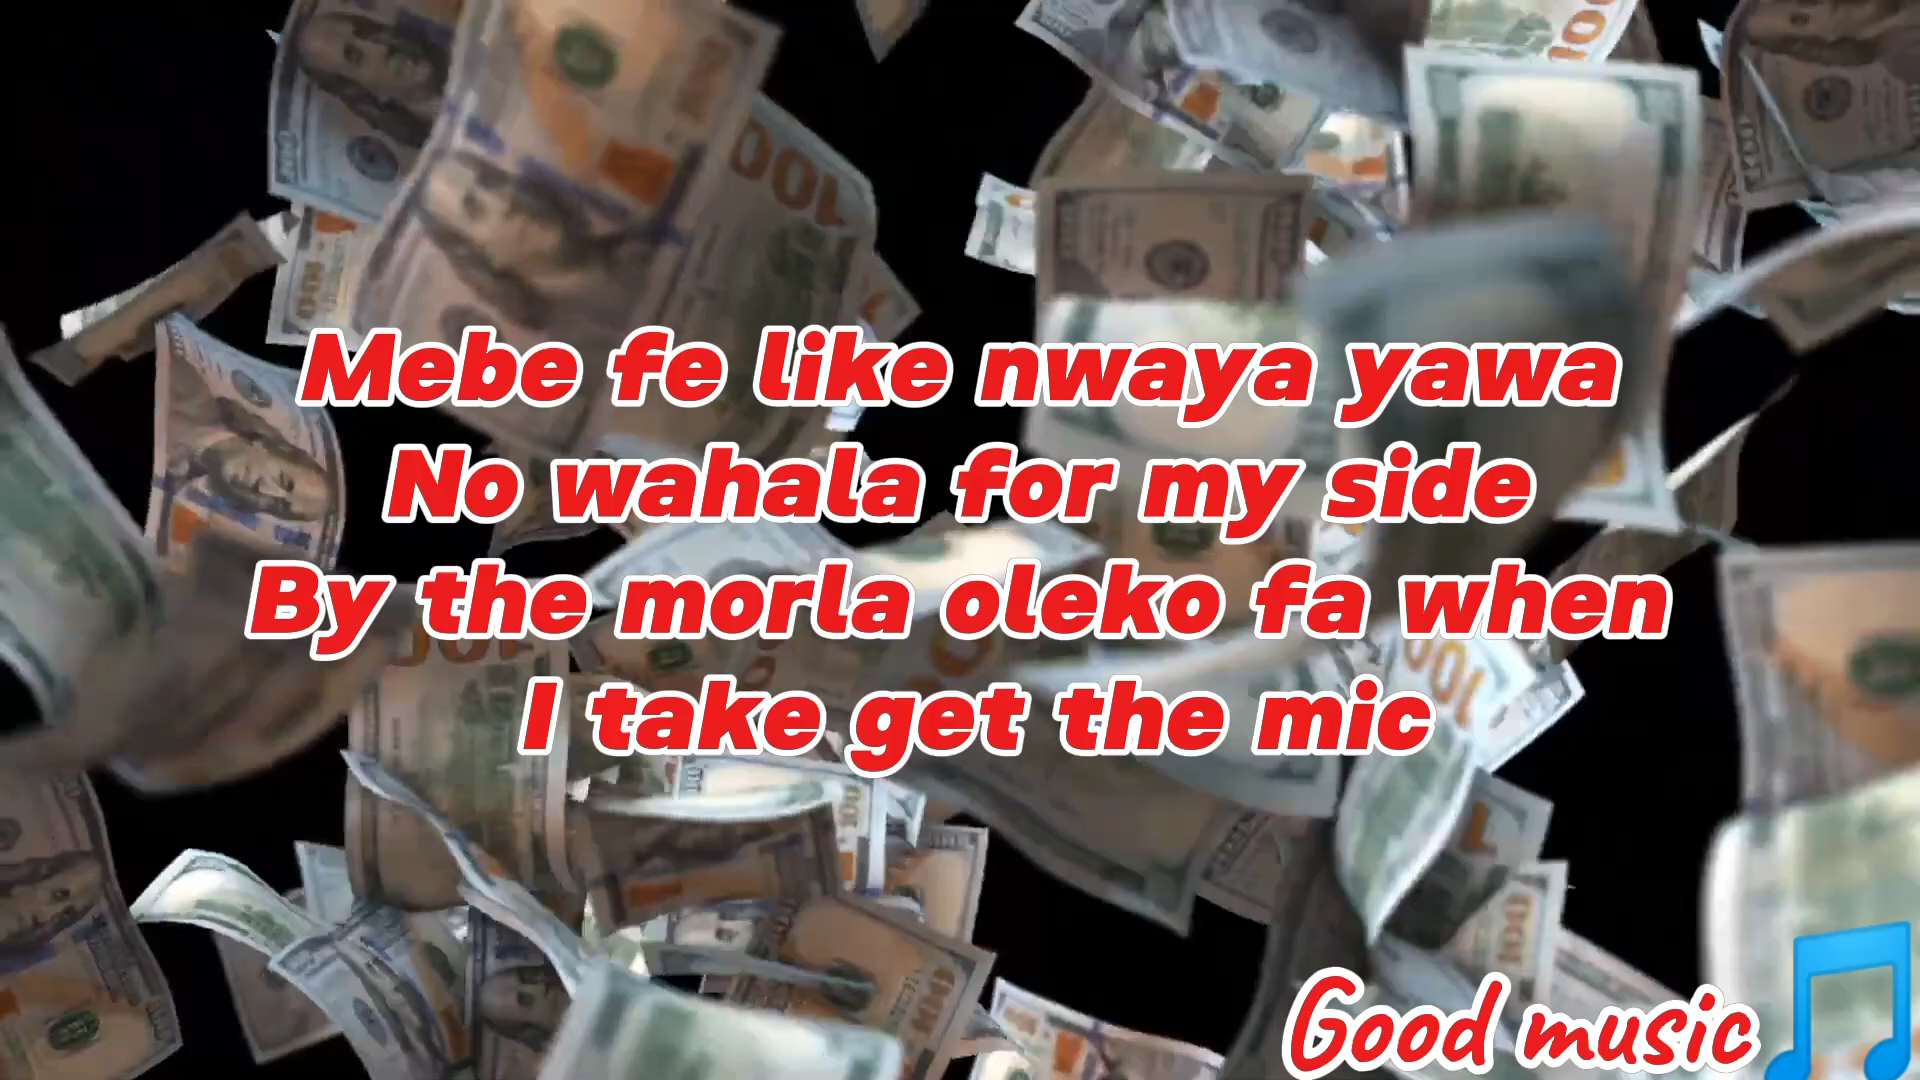 Mebe fe like nwaya yawa
No wahala for my side
By the morla oleko fa when
I take get the mic
Good music